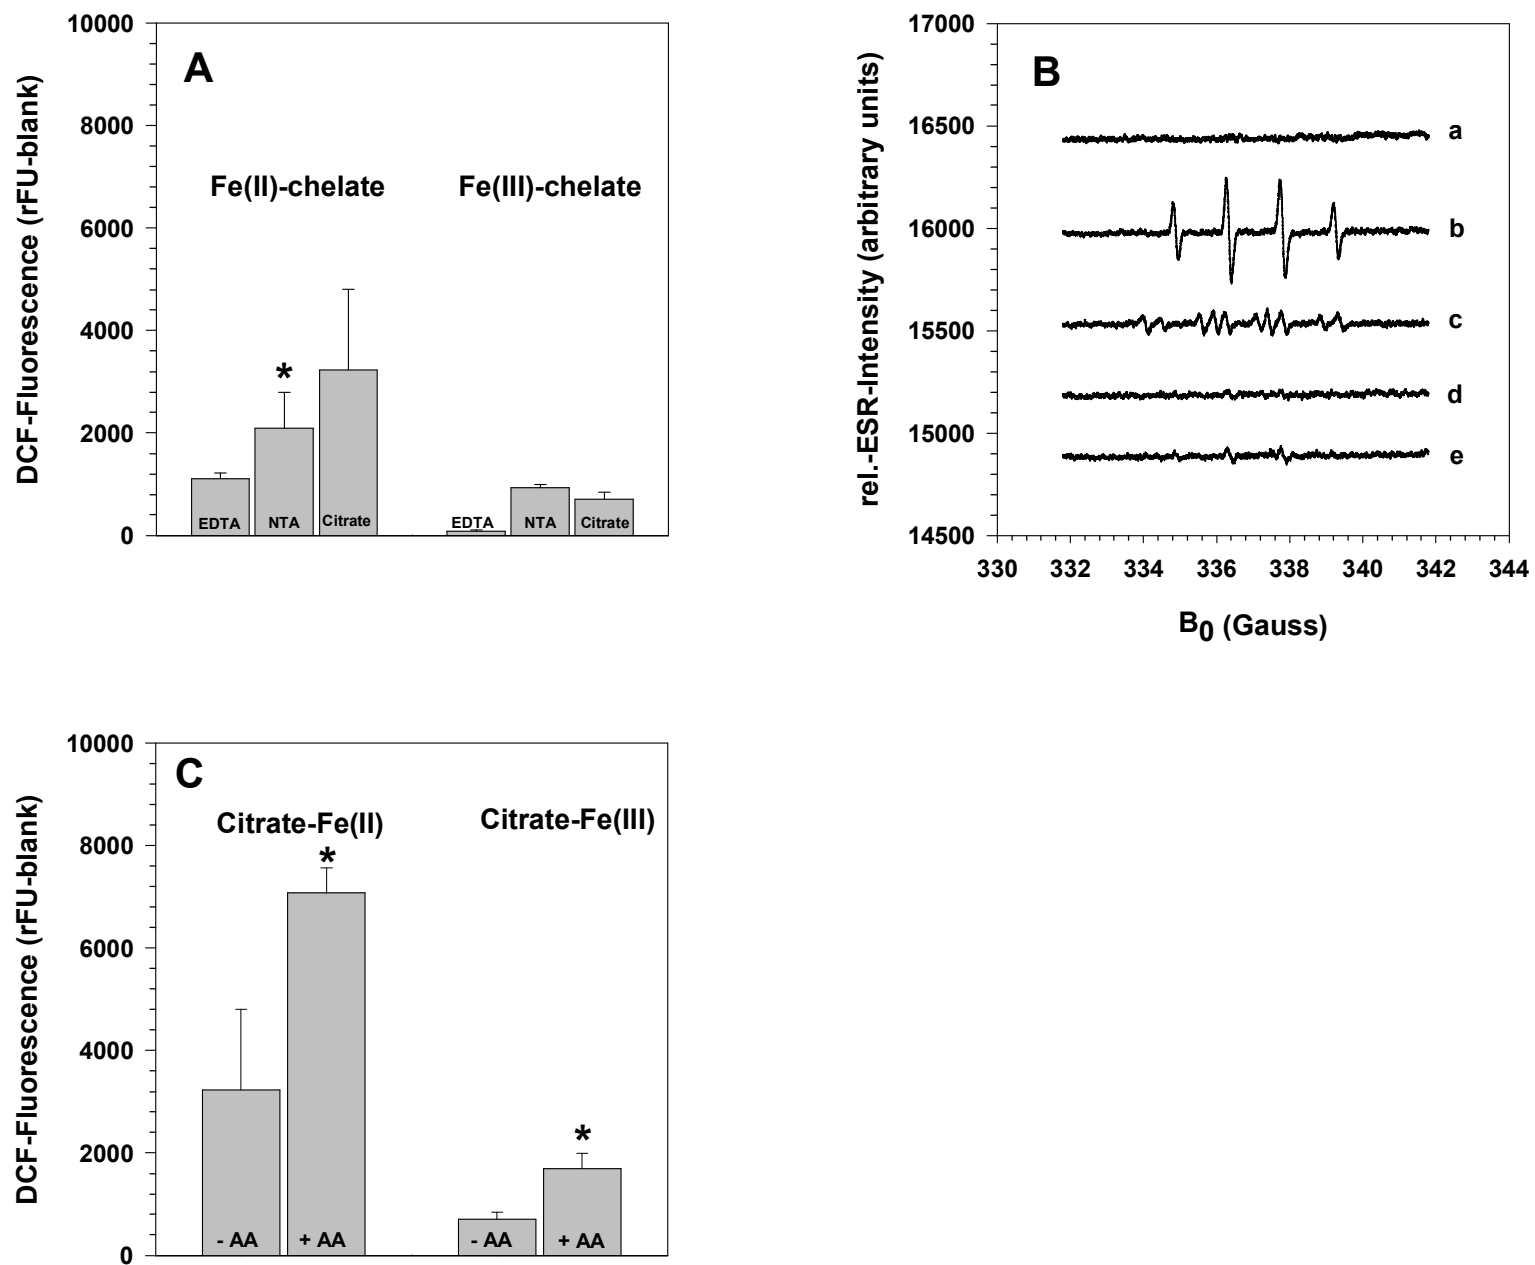 A
DCF-Fluorescence (rFU-blank)
10000
8000
6000
4000
2000
0
Fe(II)-chelate
Fe(III)-chelate
*
EDTA
NTA
Citrate
EDTA
NTA
Citrate
B
rel.-ESR-Intensity (arbitrary units)
17000
16500
16000
15500
15000
14500
a
b
c
d
e
330 332 334 336 338 340 342 344
B0 (Gauss)
C
DCF-Fluorescence (rFU-blank)
10000
8000
6000
4000
2000
0
Citrate-Fe(II)
Citrate-Fe(III)
*
*
- AA
+ AA
- AA
+ AA